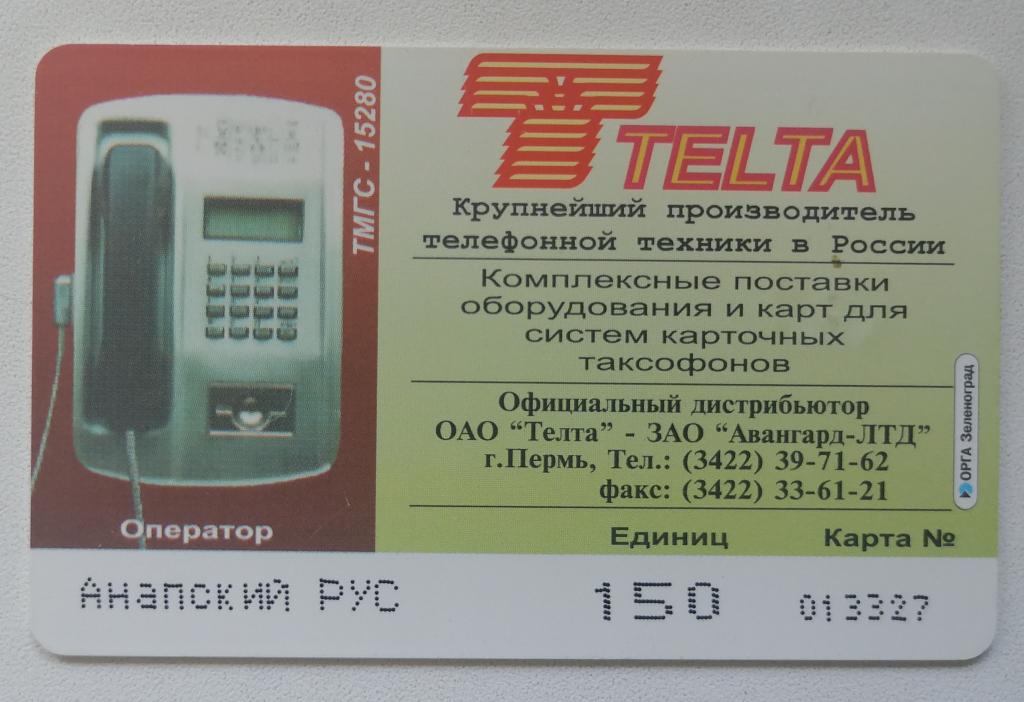 ТМГС - 15280
TELTA
Крупнейший производитель
телефонной техники в России
Комплексные поставки
оборудования и карт для
систем карточных
таксофонов
Официальный дистрибьютор
ОАО “Телта” - ЗАО “Авангард-ЛТД”
г.Пермь, Тел.: (3422) 39-71-62
факс: (3422) 33-61-21
ОРГА Зеленоград
Оператор Единиц Карта №
Анапский РУС 150 013327